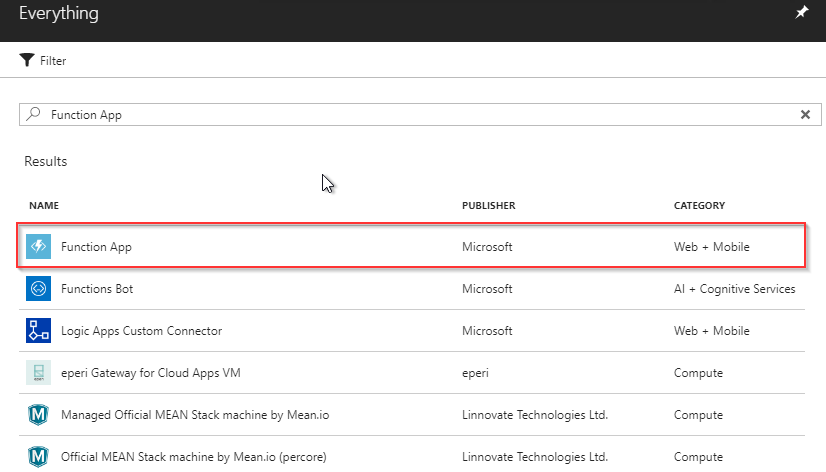 Everything
Filter
Function App
Results
NAME PUBLISHER CATEGORY
Function App Microsoft Web + Mobile
Functions Bot Microsoft AI + Cognitive Services
Logic Apps Custom Connector Microsoft Web + Mobile
eperi Gateway for Cloud Apps VM eperi Compute
Managed Official MEAN Stack machine by Mean.io Linnovate Technologies Ltd. Compute
Official MEAN Stack machine by Mean.io (percore) Linnovate Technologies Ltd. Compute